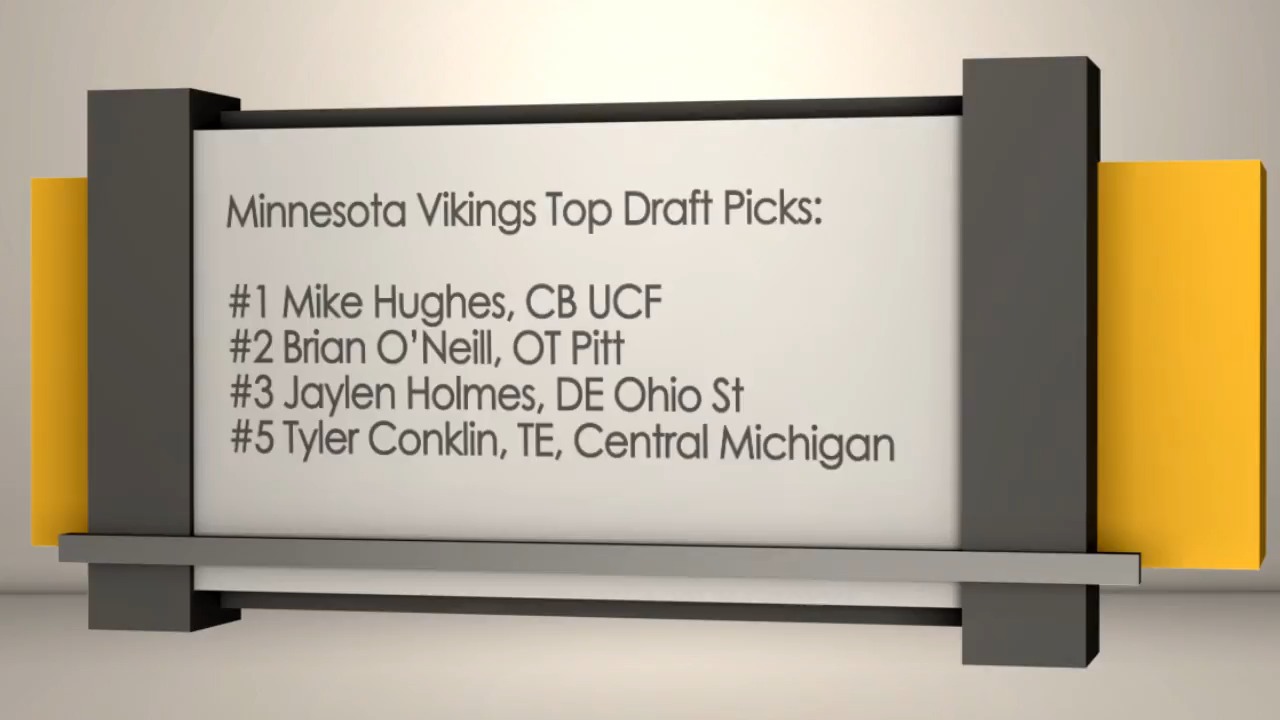 Minnesota Vikings Top Draft Picks:
#1 Mike Hughes, CB UCF
#2 Brian O’Neill, OT Pitt
#3 Jaylen Holmes, DE Ohio St
#5 Tyler Conklin, TE, Central Michigan